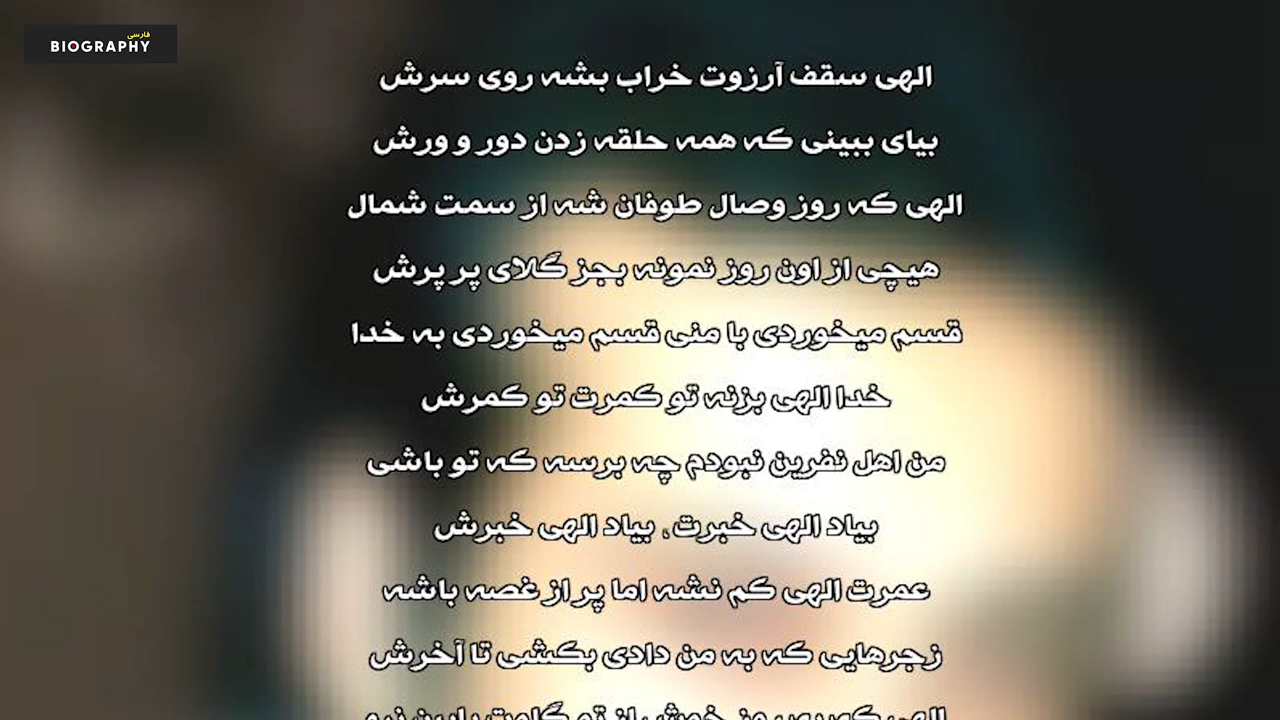 فارسی
BIOGRAPHY
الهی سقف آرزوت خراب بشه روی سرش
بیای ببینی که همه حلقه زدن دور و ورش
الهی که روز وصال طوفان شه از سمت شمال
هیچی از اون روز نمونه بجز گلای پر پرش
قسم میخوردی با منی قسم میخوردی به خدا
خدا الهی بزنه تو کمرت تو کمرش
من اهل نفرین نبودم چه برسه که تو باشی
بیاد الهی خبرت، بیاد الهی خبرش
عمرت الهی کم نشه اما پر از غصه باشه
زجرهایی که به من دادی بکشی تا آخرش
الهی که